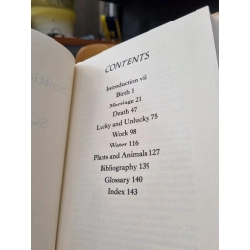 CONTENTS
Introduction vii
Birth 1
Marriage 21
Death 47
Lucky and Unlucky 75
Work 98
Water 116
Plants and Animals 127
Bibliography 135
Glossary 140
Index 143